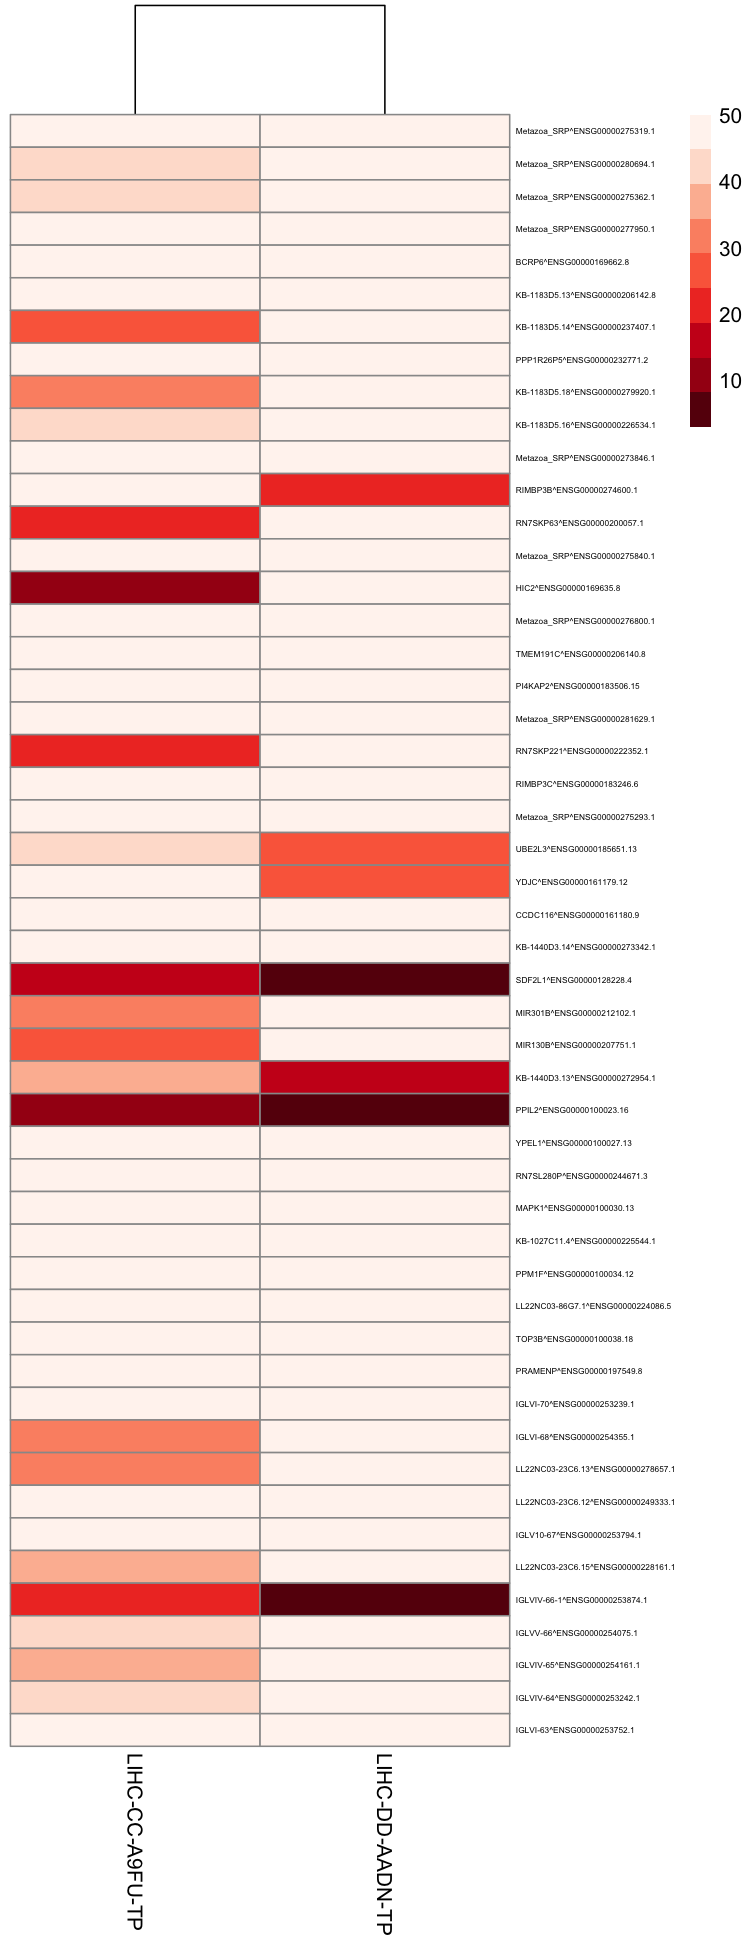 Metazoa_SRP^ENSG00000275319.1
Metazoa_SRP^ENSG00000280694.1
Metazoa_SRP^ENSG00000275362.1
Metazoa_SRP^ENSG00000277950.1
BCRP6^ENSG00000169662.8
KB-1183D5.13^ENSG00000206142.8
KB-1183D5.14^ENSG00000237407.1
PPP1R26P5^ENSG00000232771.2
KB-1183D5.18^ENSG00000279920.1
KB-1183D5.16^ENSG00000226534.1
Metazoa_SRP^ENSG00000273846.1
RIMBP3B^ENSG00000274600.1
RN7SKP63^ENSG00000200057.1
Metazoa_SRP^ENSG00000275840.1
HIC2^ENSG00000169635.8
Metazoa_SRP^ENSG00000276800.1
TMEM191C^ENSG00000206140.8
PI4KAP2^ENSG00000183506.15
Metazoa_SRP^ENSG00000281629.1
RN7SKP221^ENSG00000222352.1
RIMBP3C^ENSG00000183246.6
Metazoa_SRP^ENSG00000275293.1
UBE2L3^ENSG00000185651.13
YDJC^ENSG00000161179.12
CCDC116^ENSG00000161180.9
KB-1440D3.14^ENSG00000273342.1
SDF2L1^ENSG00000128228.4
MIR301B^ENSG00000212102.1
MIR130B^ENSG00000207751.1
KB-1440D3.13^ENSG00000272954.1
PPIL2^ENSG00000100023.16
YPEL1^ENSG00000100027.13
RN7SL280P^ENSG00000244671.3
MAPK1^ENSG00000100030.13
KB-1027C11.4^ENSG00000225544.1
PPM1F^ENSG00000100034.12
LL22NC03-86G7.1^ENSG00000224086.5
TOP3B^ENSG00000100038.18
PRAMENP^ENSG00000197549.8
IGLVI-70^ENSG00000253239.1
IGLVI-68^ENSG00000254355.1
LL22NC03-23C6.13^ENSG00000278657.1
LL22NC03-23C6.12^ENSG00000249333.1
IGLV10-67^ENSG00000253794.1
LL22NC03-23C6.15^ENSG00000228161.1
IGLVIV-66-1^ENSG00000253874.1
IGLVV-66^ENSG00000254075.1
IGLVIV-65^ENSG00000254161.1
IGLVIV-64^ENSG00000253242.1
IGLVI-63^ENSG00000253752.1
50
40
30
20
10
LIHC-CC-A9FU-TP
LIHC-DD-AADN-TP